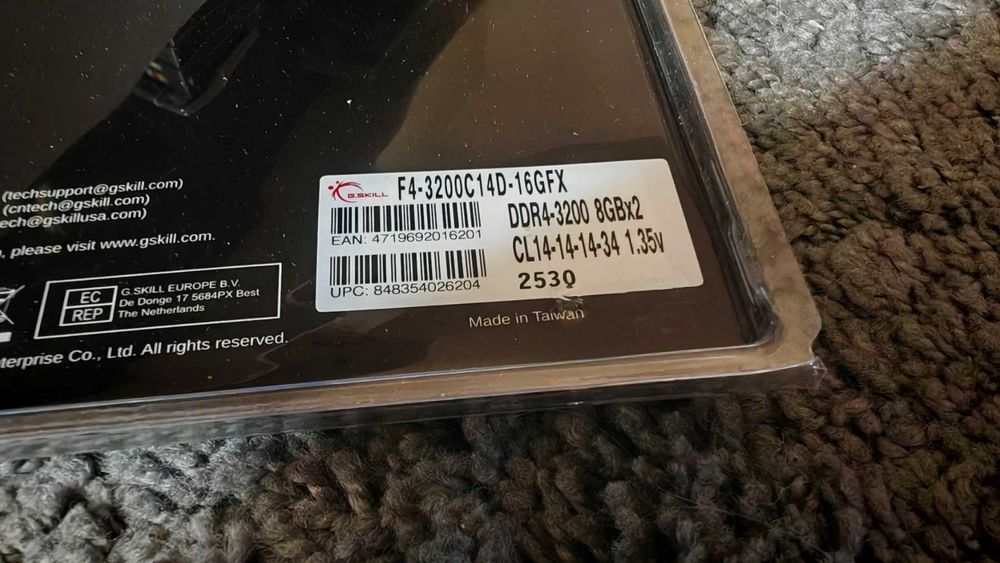 (techsupport@gskill.com)
(cntech@gskill.com)
ech@gskillusa.com)
, please visit www.gskill.com.
EC
REP
G.SKILL EUROPE B.V.
De Donge 17 5684PX Best
The Netherlands
terprise Co., Ltd. All rights reserved.
G.SKILL
F4-3200C14D-16GFX
EAN: 4719692016201
DDR4-3200 8GBx2
CL14-14-14-34 1.35v
UPC: 848354026204
2530
Made in Taiwan